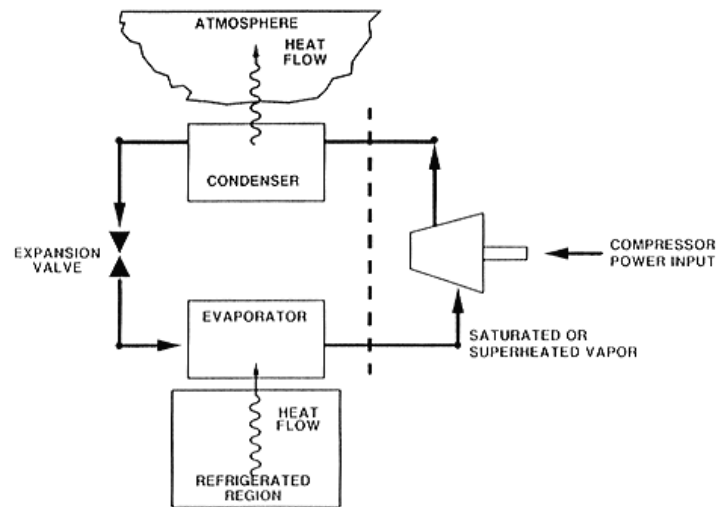 ATMOSPHERE
HEAT
FLOW
CONDENSER
EXPANSION
VALVE
COMPRESSOR
POWER INPUT
EVAPORATOR
SATURATED OR
SUPERHEATED VAPOR
HEAT
FLOW
REFRIGERATED
REGION